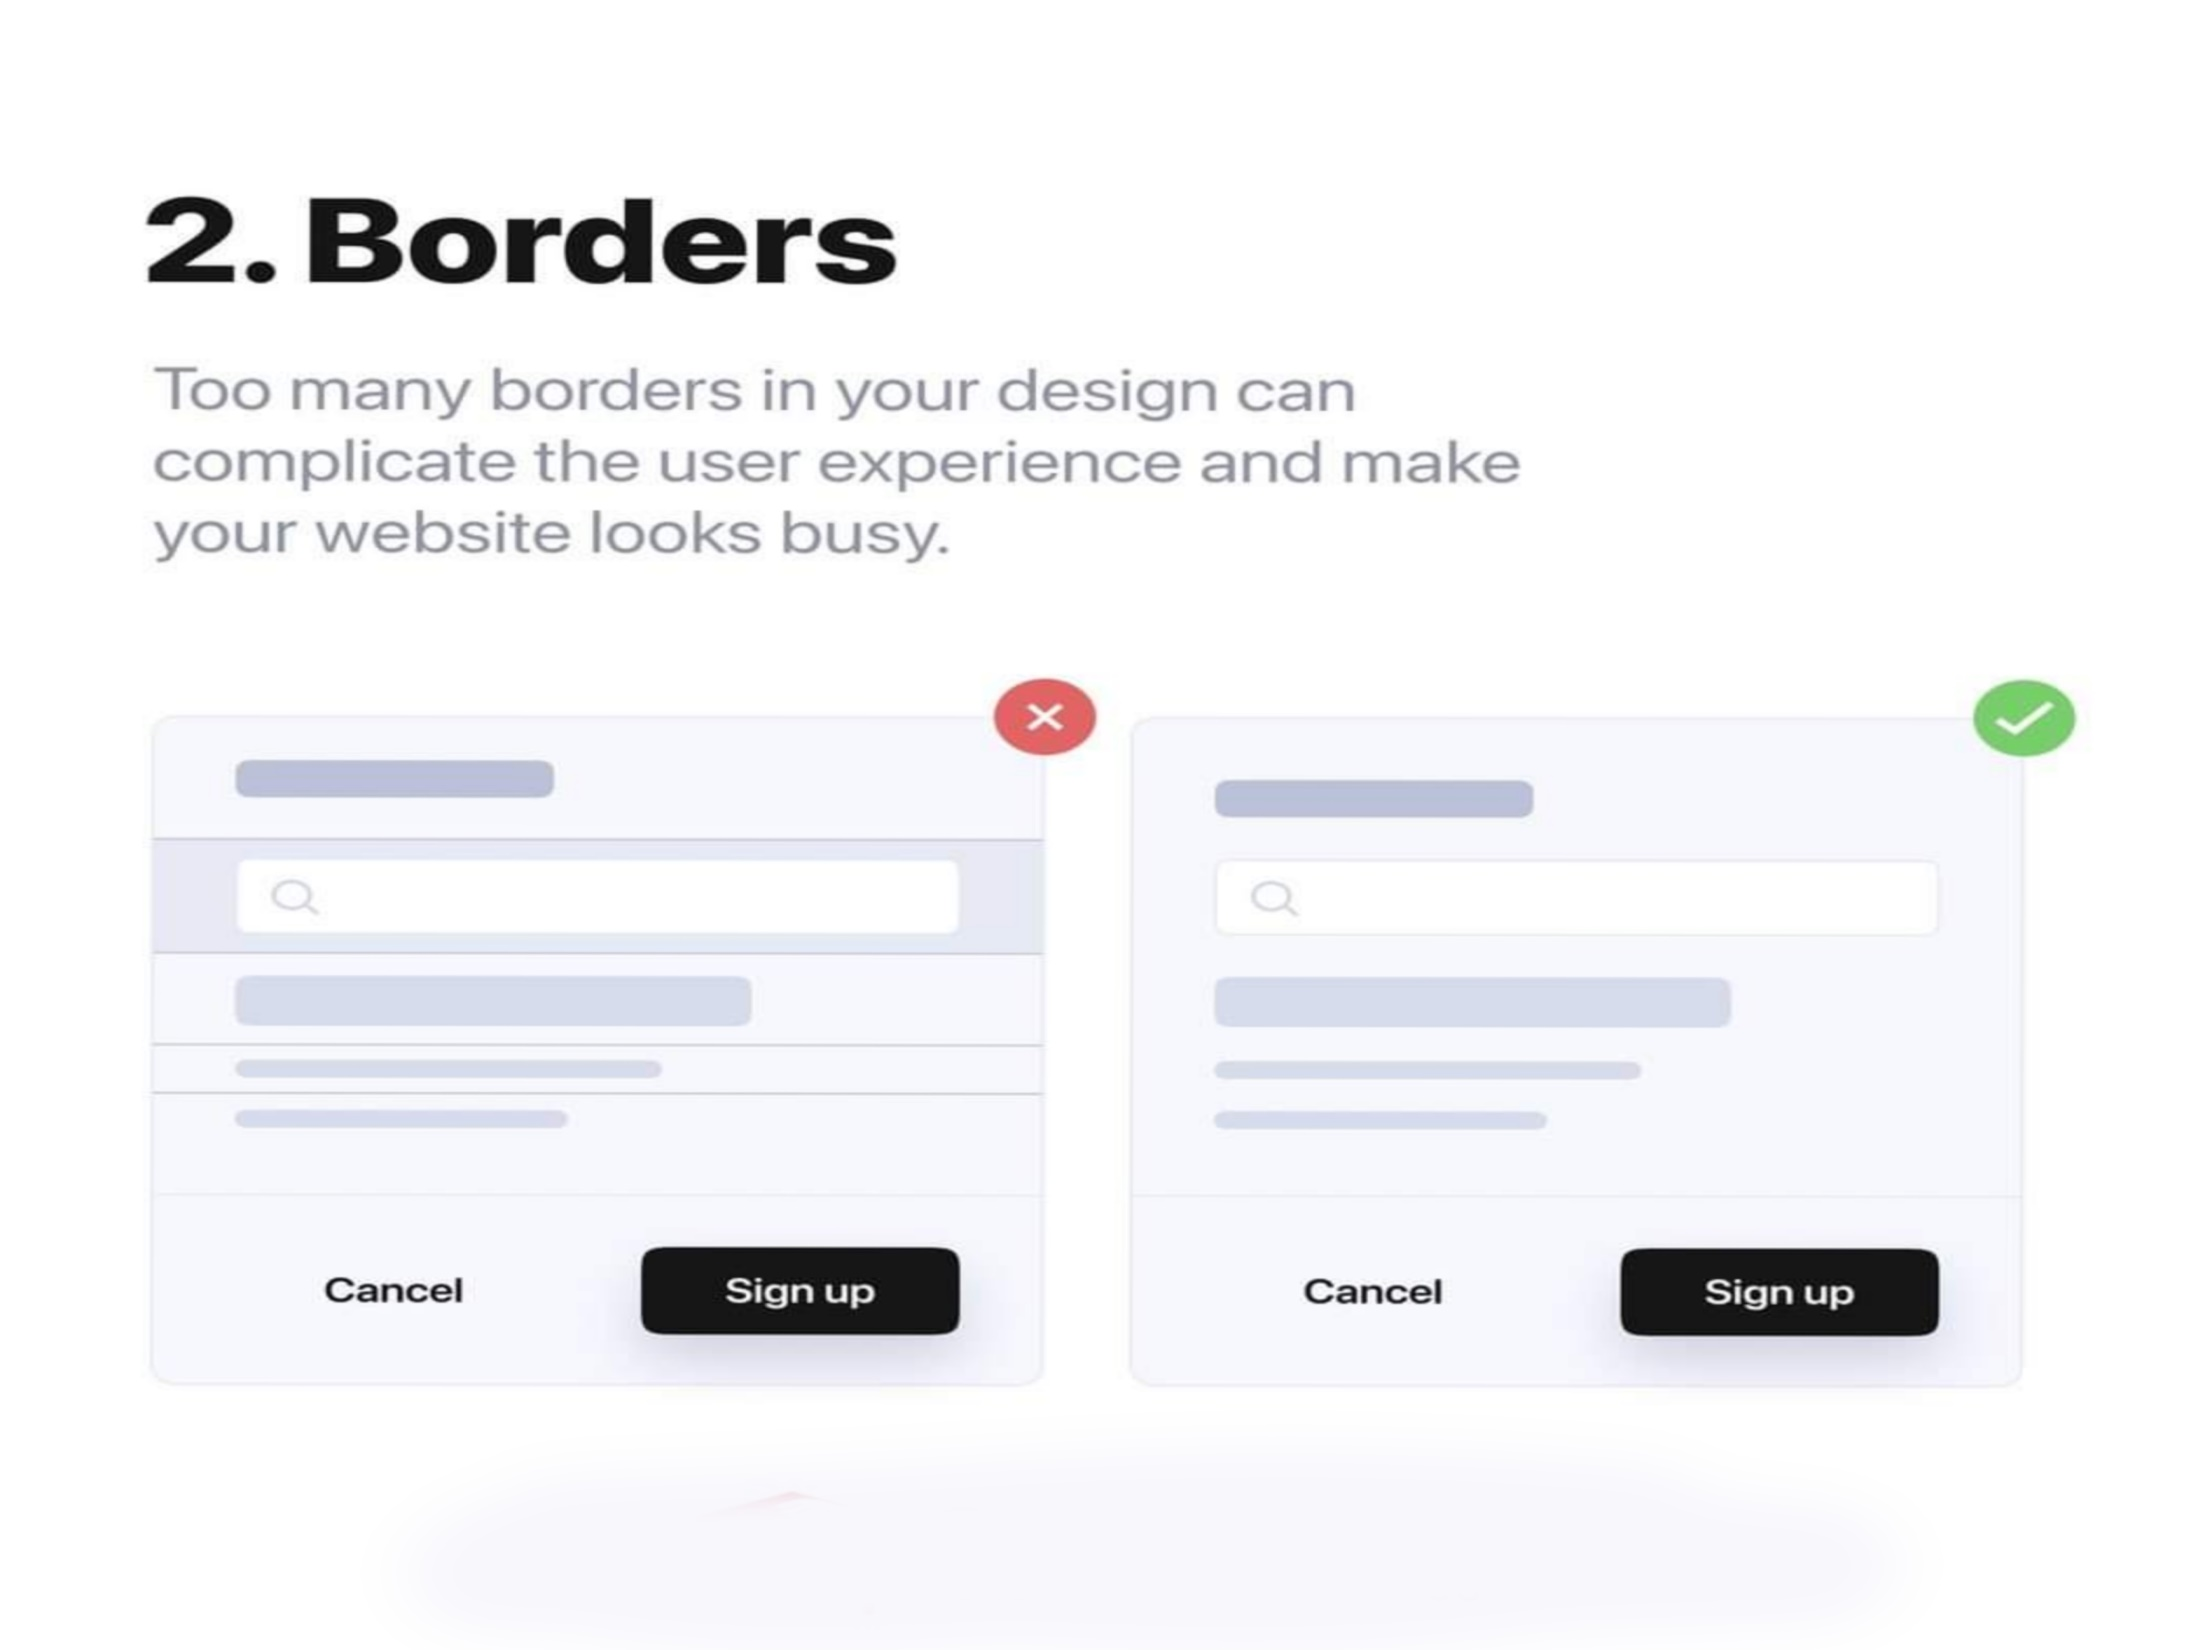 2. Borders
Too many borders in your design can
complicate the user experience and make
your website looks busy.
Cancel
Sign up
Cancel
Sign up